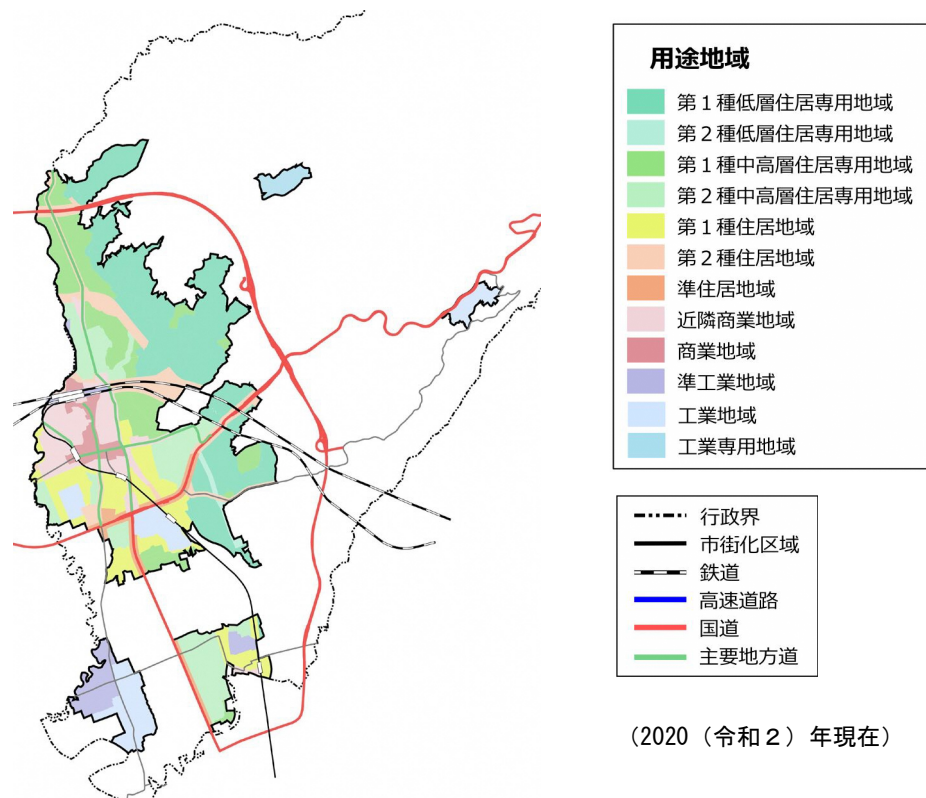 用途地域
第１種低層住居専用地域
第２種低層住居専用地域
第１種中高層住居専用地域
第２種中高層住居専用地域
第１種住居地域
第２種住居地域
準住居地域
近隣商業地域
商業地域
準工業地域
工業地域
工業専用地域
行政界
市街化区域
鉄道
高速道路
国道
主要地方道
（2020（令和２）年現在）